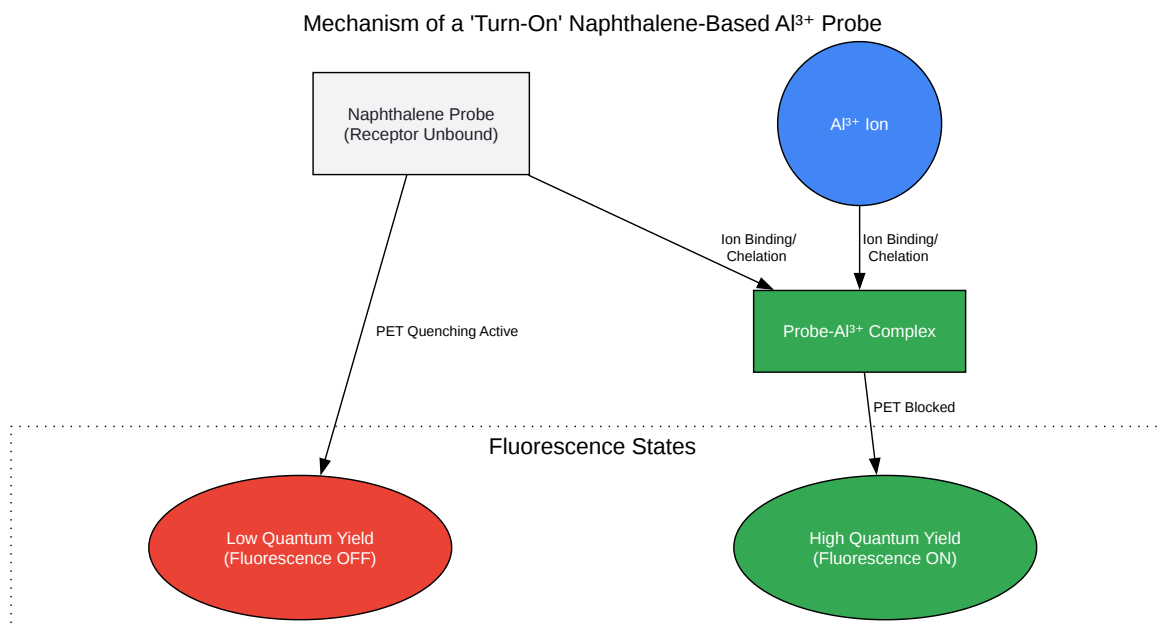 Mechanism of a 'Turn-On' Naphthalene-Based Al³⁺ Probe
Naphthalene Probe
(Receptor Unbound)
Al³⁺ Ion
Ion Binding/
Chelation
Ion Binding/
Chelation
PET Quenching Active
Probe-Al³⁺ Complex
PET Blocked
Fluorescence States
Low Quantum Yield
(Fluorescence OFF)
High Quantum Yield
(Fluorescence ON)